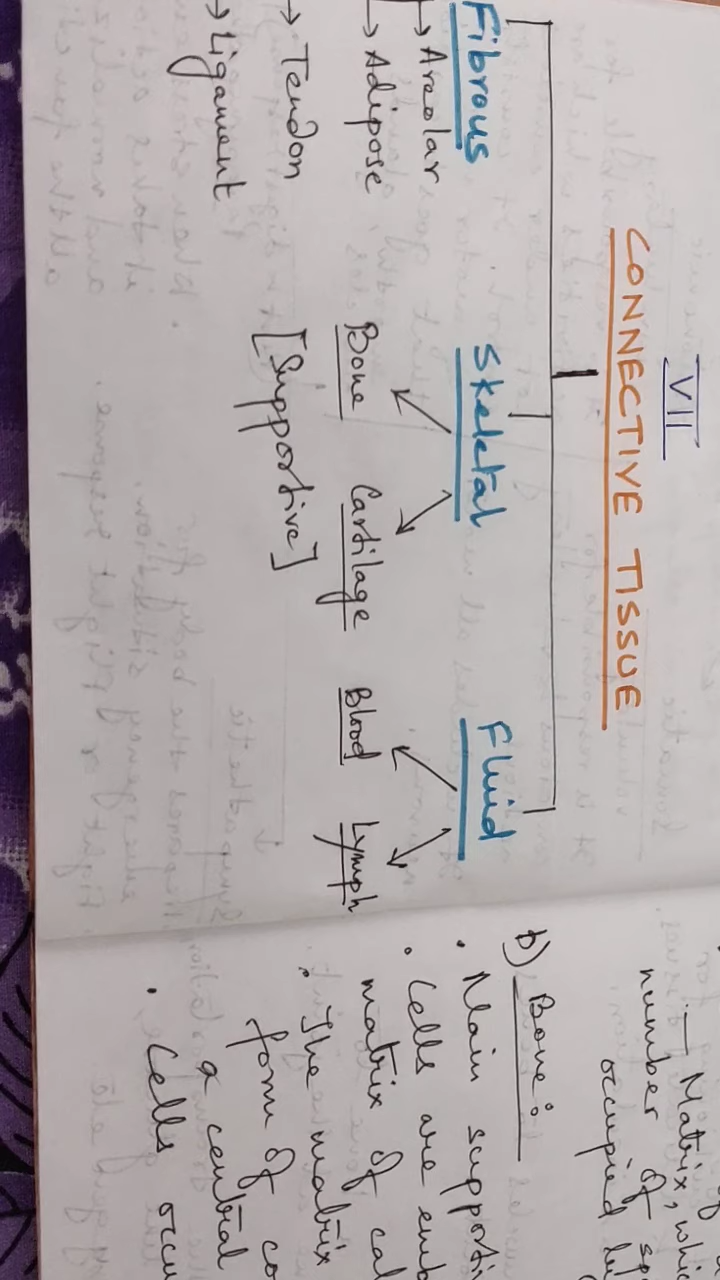 VII
CONNECTIVE TISSUE
Fibrous
→ Areolar
→ Adipose
→ Tendon
→ Ligament
Skeletal
Bone Cartilage
[Supportive]
Fluid
Blood Lymph
— Matrix, whi
number of sp
occupied
b) Bone:
• Main supporti
• Cells are emb
matrix of cal
• The matrix
form of co
a central
• Cells occu